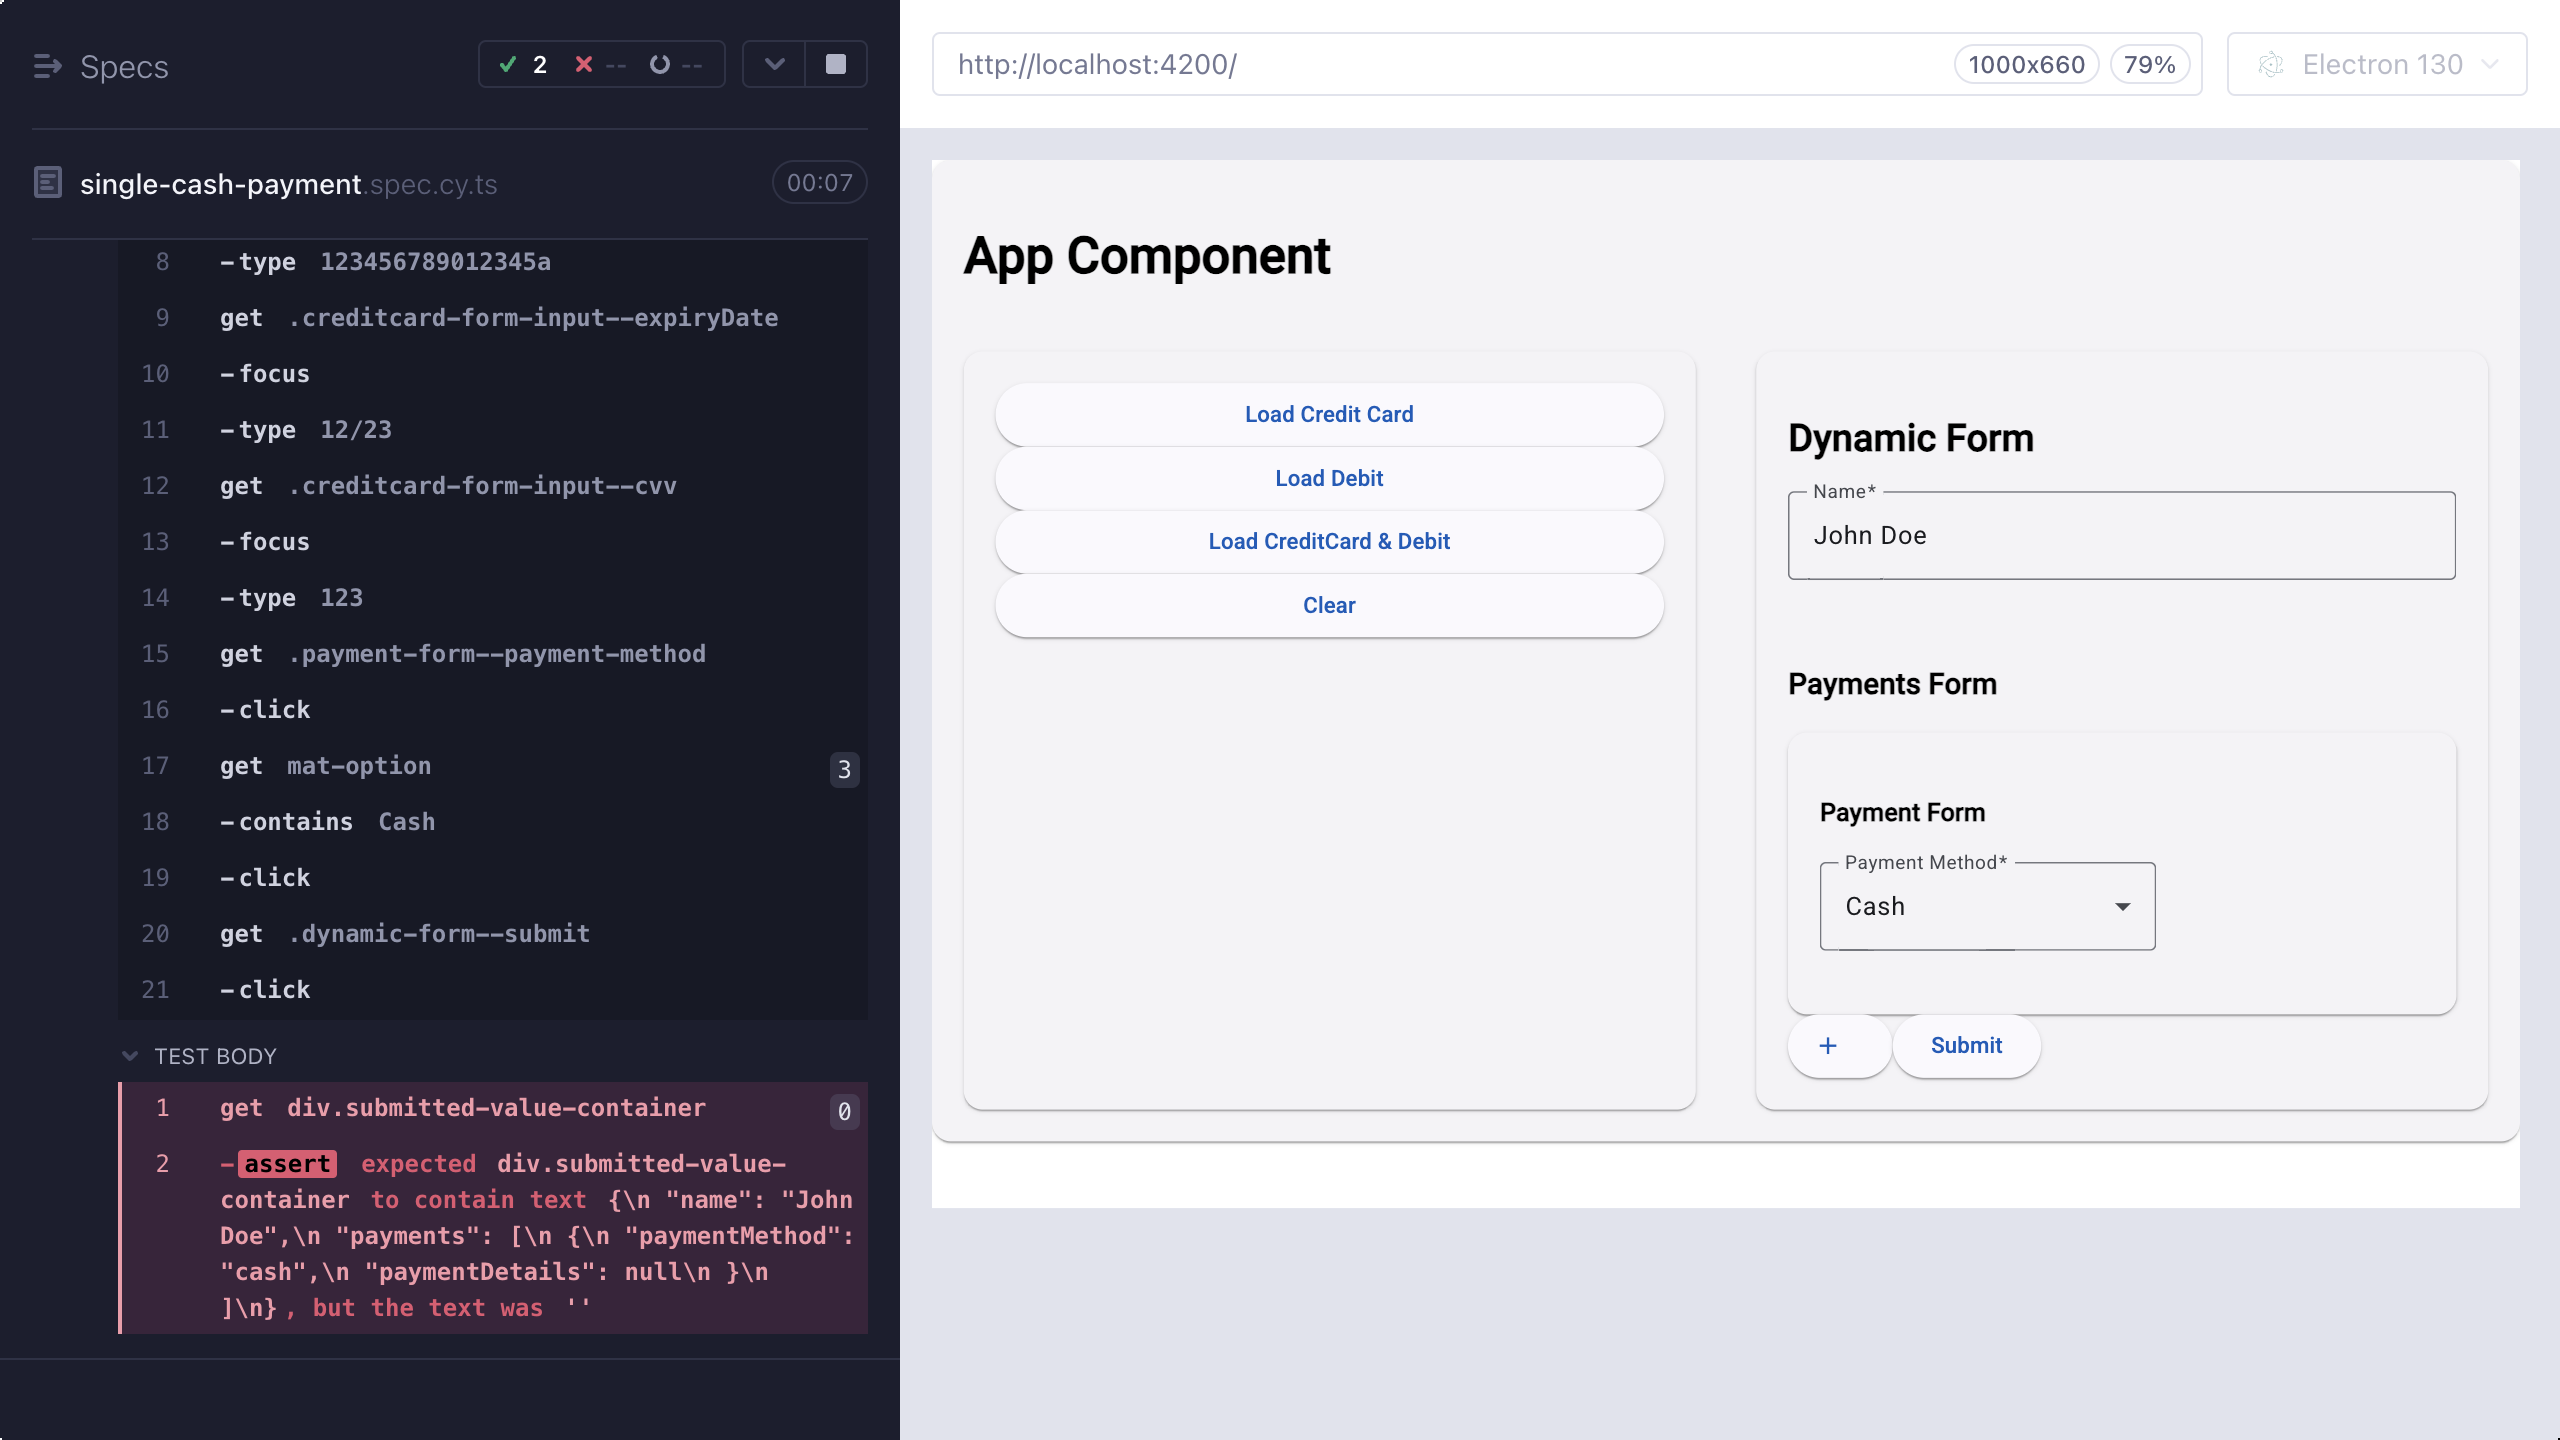 Specs
2 -- --
single-cash-payment.spec.cy.ts 00:07
8 -type 123456789012345a
9 get .creditcard-form-input--expiryDate
10 -focus
11 -type 12/23
12 get .creditcard-form-input--cvv
13 -focus
14 -type 123
15 get .payment-form--payment-method
16 -click
17 get mat-option 3
18 -contains Cash
19 -click
20 get .dynamic-form--submit
21 -click
TEST BODY
1 get div.submitted-value-container 0
2 -assert expected div.submitted-value-
container to contain text {\n "name": "John
Doe",\n "payments": [\n {\n "paymentMethod":
"cash",\n "paymentDetails": null\n }\n
]\n}, but the text was ''
http://localhost:4200/ 1000x660 79% Electron 130
App Component
Load Credit Card
Load Debit
Load CreditCard & Debit
Clear
Dynamic Form
Name*
John Doe
Payments Form
Payment Form
Payment Method*
Cash
+ Submit